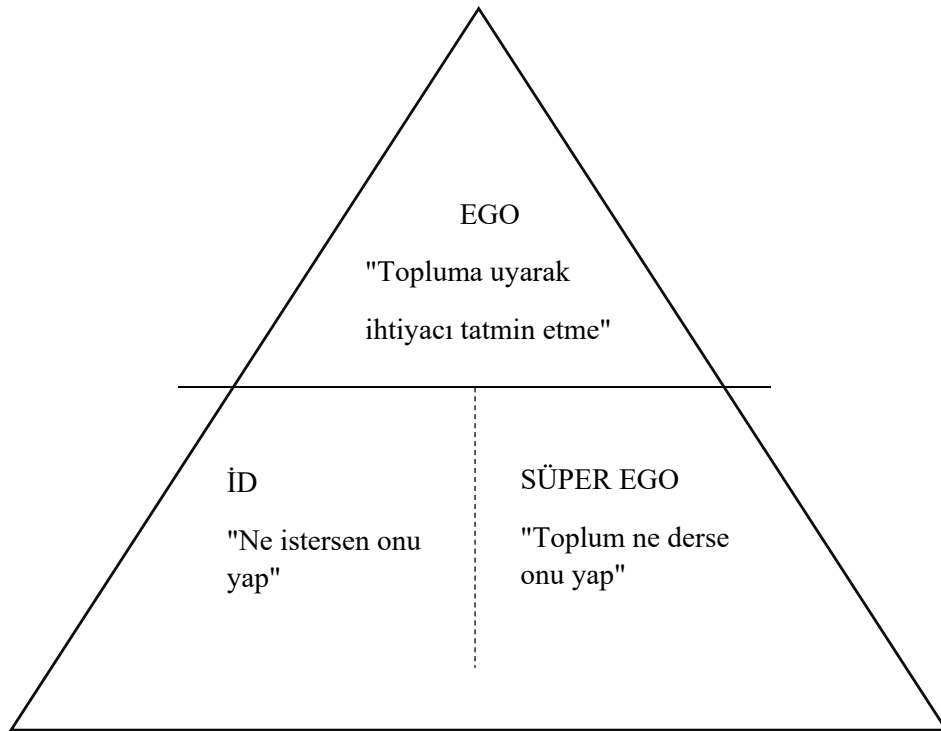 EGO
"Topluma uyarak
ihtiyacı tatmin etme"
İD
"Ne istersen onu
yap"
SÜPER EGO
"Toplum ne derse
onu yap"